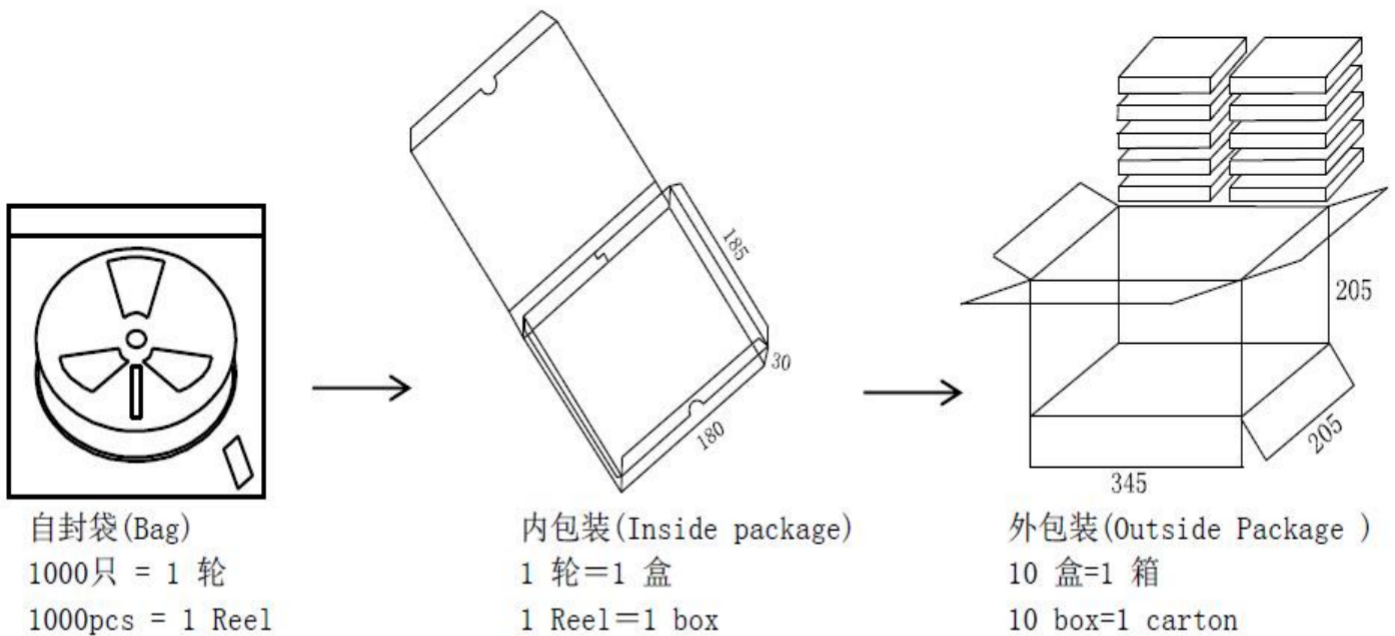 185
30
180
205
205
345
自封袋(Bag)
1000只 = 1 轮
1000pcs = 1 Reel
内包装(Inside package)
1 轮＝1 盒
1 Reel＝1 box
外包装(Outside Package )
10 盒=1 箱
10 box=1 carton